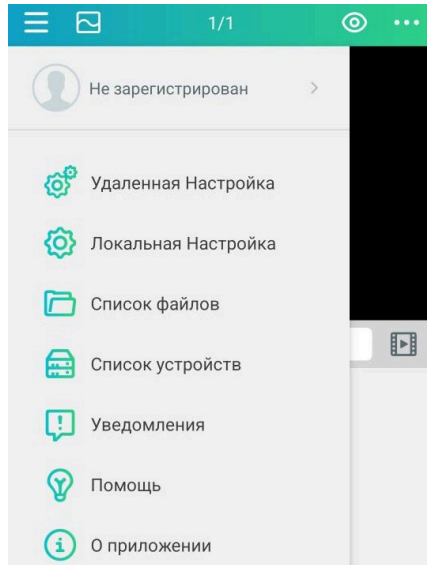 1/1
Не зарегистрирован
Удаленная Настройка
Локальная Настройка
Список файлов
Список устройств
Уведомления
Помощь
О приложении